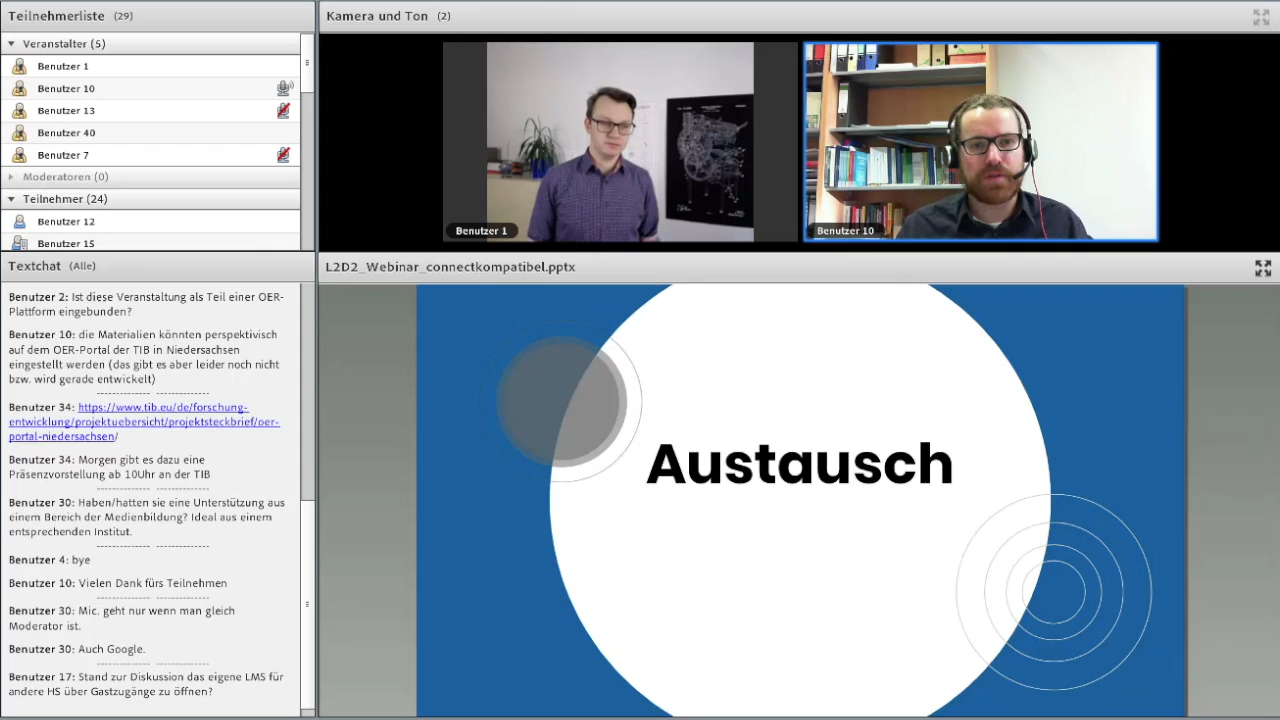 Teilnehmerliste (29)
Veranstalter (5)
Benutzer 1
Benutzer 10
Benutzer 13
Benutzer 40
Benutzer 7
Moderatoren (0)
Teilnehmer (24)
Benutzer 12
Benutzer 15
Textchat (Alle)
Benutzer 2: Ist diese Veranstaltung als Teil einer OER-
Plattform eingebunden?
Benutzer 10: die Materialien könnten perspektivisch
auf dem OER-Portal der TIB in Niedersachsen
eingestellt werden (das gibt es aber leider noch nicht
bzw. wird gerade entwickelt)
Benutzer 34: https://www.tib.eu/de/forschung-
entwicklung/projektuebersicht/projektsteckbrief/oer-
portal-niedersachsen/
Benutzer 34: Morgen gibt es dazu eine
Präsenzvorstellung ab 10Uhr an der TIB
Benutzer 30: Haben/hatten sie eine Unterstützung aus
einem Bereich der Medienbildung? Ideal aus einem
entsprechenden Institut.
Benutzer 4: bye
Benutzer 10: Vielen Dank fürs Teilnehmen
Benutzer 30: Mic. geht nur wenn man gleich
Moderator ist.
Benutzer 30: Auch Google.
Benutzer 17: Stand zur Diskussion das eigene LMS für
andere HS über Gastzugänge zu öffnen?
Kamera und Ton (2)
Benutzer 1
Benutzer 10
L2D2_Webinar_connectkompatibel.pptx
Austausch